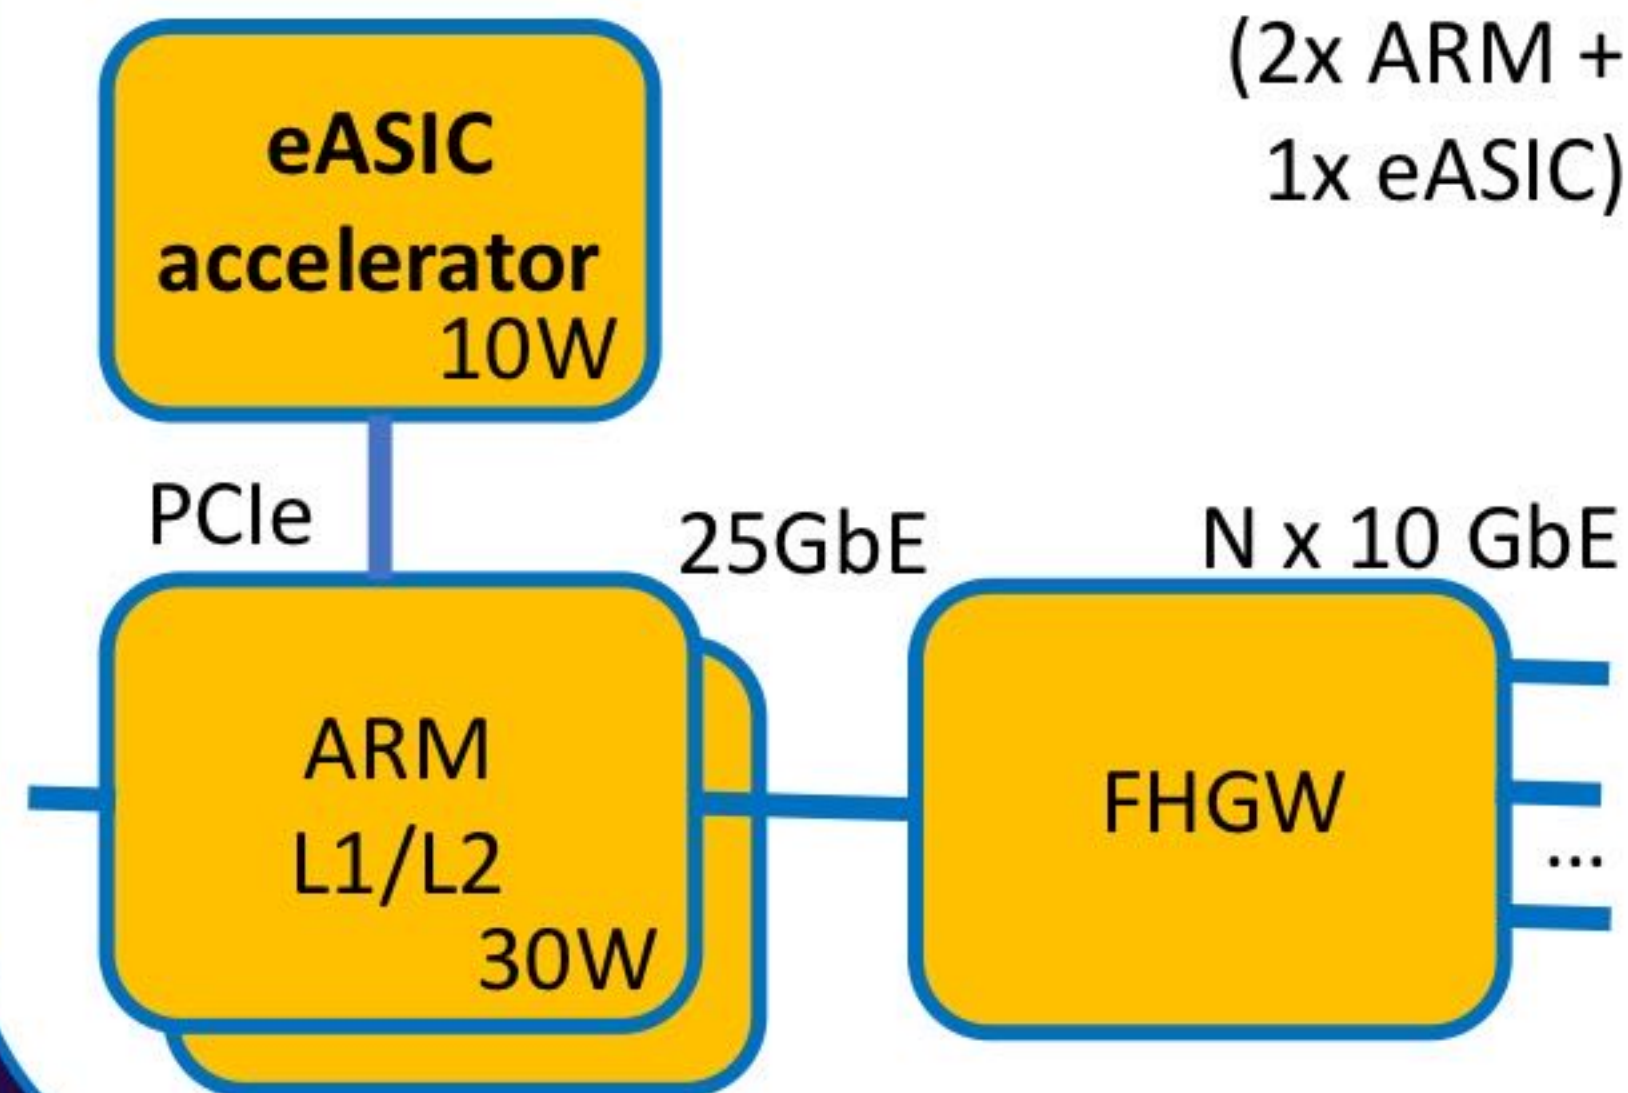 (2x ARM +
1x eASIC)
eASIC
accelerator
10W
PCIe
25GbE
N x 10 GbE
ARM
L1/L2
30W
FHGW
...